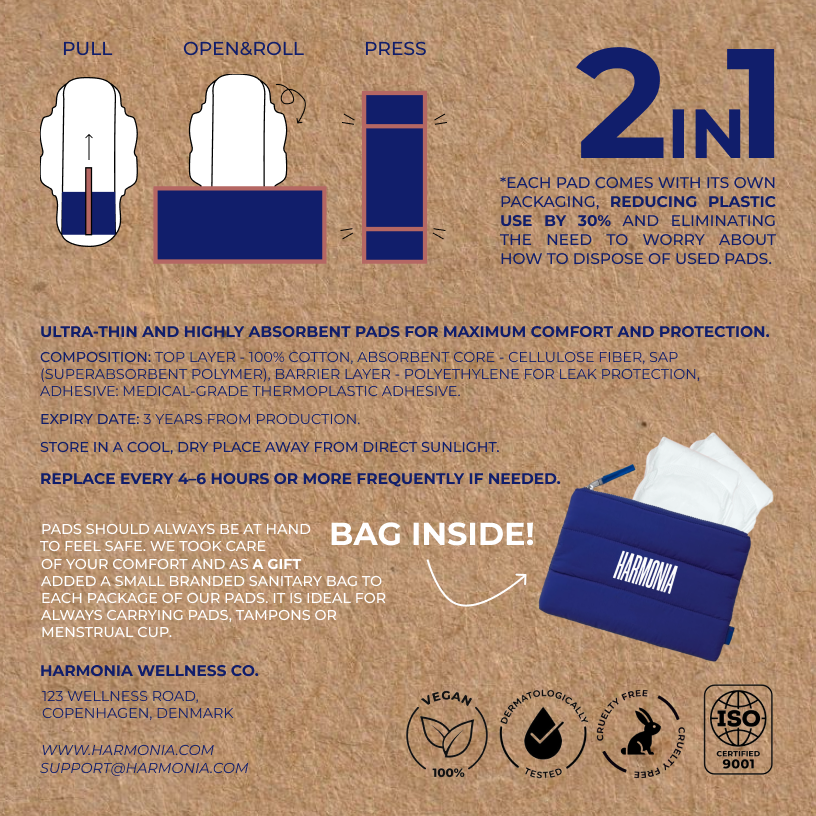 PULL
OPEN&ROLL
PRESS
2IN1
*EACH PAD COMES WITH ITS OWN
PACKAGING, REDUCING PLASTIC
USE BY 30% AND ELIMINATING
THE NEED TO WORRY ABOUT
HOW TO DISPOSE OF USED PADS.
ULTRA-THIN AND HIGHLY ABSORBENT PADS FOR MAXIMUM COMFORT AND PROTECTION.
COMPOSITION: TOP LAYER - 100% COTTON, ABSORBENT CORE - CELLULOSE FIBER, SAP
(SUPERABSORBENT POLYMER), BARRIER LAYER - POLYETHYLENE FOR LEAK PROTECTION,
ADHESIVE: MEDICAL-GRADE THERMOPLASTIC ADHESIVE.
EXPIRY DATE: 3 YEARS FROM PRODUCTION.
STORE IN A COOL, DRY PLACE AWAY FROM DIRECT SUNLIGHT.
REPLACE EVERY 4–6 HOURS OR MORE FREQUENTLY IF NEEDED.
PADS SHOULD ALWAYS BE AT HAND
TO FEEL SAFE. WE TOOK CARE
OF YOUR COMFORT AND AS A GIFT
ADDED A SMALL BRANDED SANITARY BAG TO
EACH PACKAGE OF OUR PADS. IT IS IDEAL FOR
ALWAYS CARRYING PADS, TAMPONS OR
MENSTRUAL CUP.
BAG INSIDE!
HARMONIA
HARMONIA WELLNESS CO.
123 WELLNESS ROAD,
COPENHAGEN, DENMARK
WWW.HARMONIA.COM
SUPPORT@HARMONIA.COM
VEGAN
100%
DERMATOLOGICALLY
TESTED
CRUELTY FREE
CRUELTY FREE
ISO
CERTIFIED
9001